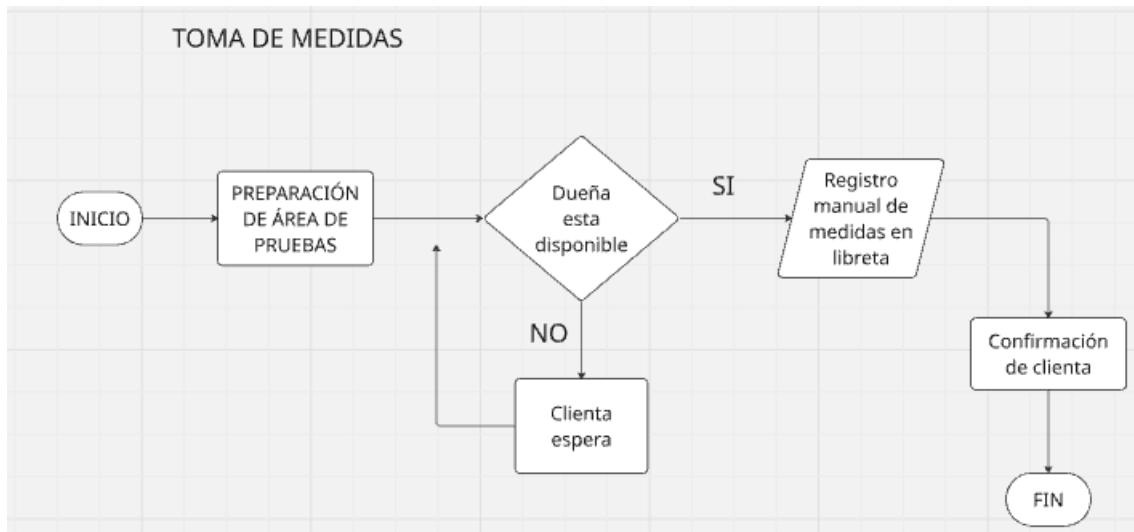 TOMA DE MEDIDAS
INICIO
PREPARACIÓN
DE ÁREA DE
PRUEBAS
Dueña
esta
disponible
SI
Registro
manual de
medidas en
libreta
NO
Clienta
espera
Confirmación
de clienta
FIN